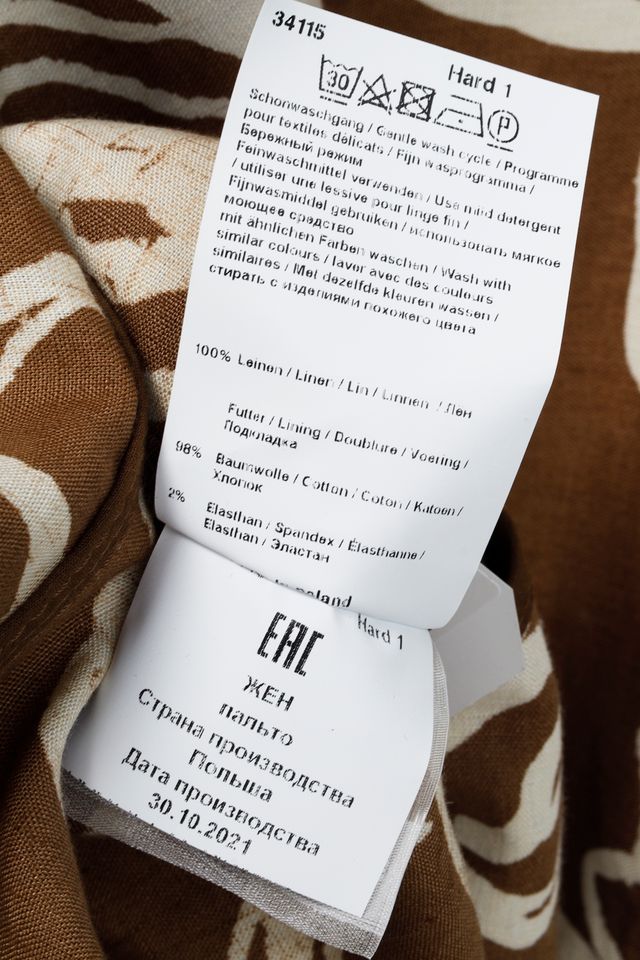 34115
Hard 1
30
P
Schonwaschgang / Gentle wash cycle / Programme
pour textiles délicats / Fijn wasprogramma /
Бережный режим
Feinwaschmittel verwenden / Use mild detergent
/ utiliser une lessive pour linge fin /
Fijnwasmiddel gebruiken / использовать мягкое
моющее средство
mit ähnlichen Farben waschen / Wash with
similar colours / laver avec des couleurs
similaires / Met dezelfde kleuren wassen /
стирать с изделиями похожего цвета
100% Leinen / Linen / Lin / Linnen / Лен
Futter / Lining / Doublure / Voering /
Подкладка
98% Baumwolle / Cotton / Coton / Katoen /
Хлопок
2% Elasthan / Spandex / Élasthanne /
Elasthan / Эластан
Hard 1
EAC
ЖЕН
пальто
Страна производства
Польша
Дата производства
30.10.2021